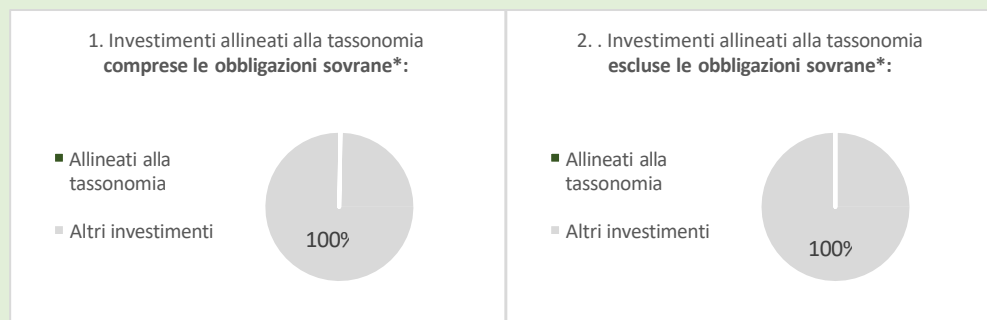 1. Investimenti allineati alla tassonomia
comprese le obbligazioni sovrane*:
Allineati alla
tassonomia
Altri investimenti
100%
2. . Investimenti allineati alla tassonomia
escluse le obbligazioni sovrane*:
Allineati alla
tassonomia
Altri investimenti
100%